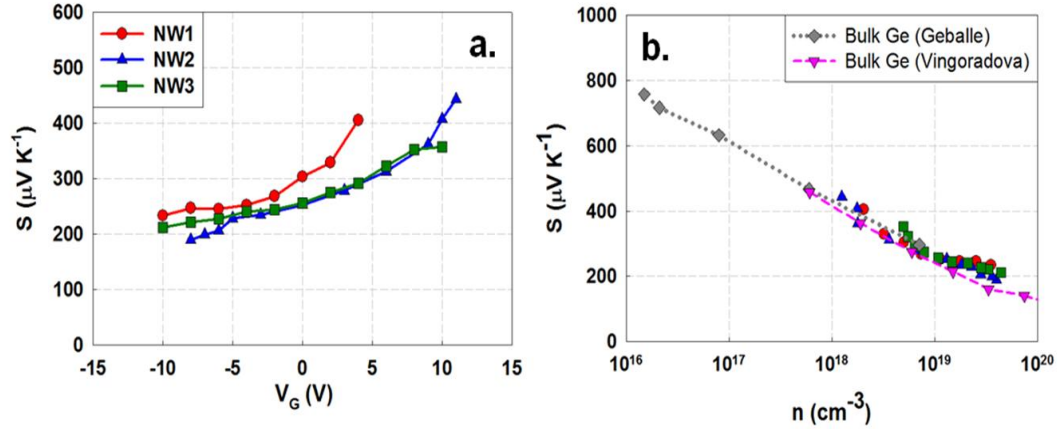 600
500
400
300
200
100
0
S (μV K⁻¹)
NW1
NW2
NW3
a.
-15 -10 -5 0 5 10 15
V_G (V)
1000
800
600
400
200
0
S (μV K⁻¹)
b.
Bulk Ge (Geballe)
Bulk Ge (Vingoradova)
10¹⁶ 10¹⁷ 10¹⁸ 10¹⁹ 10²⁰
n (cm⁻³)